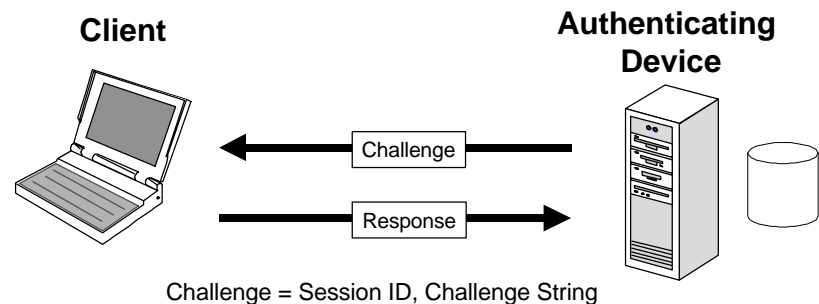 Client
Authenticating
Device
Challenge
Response
Challenge = Session ID, Challenge String